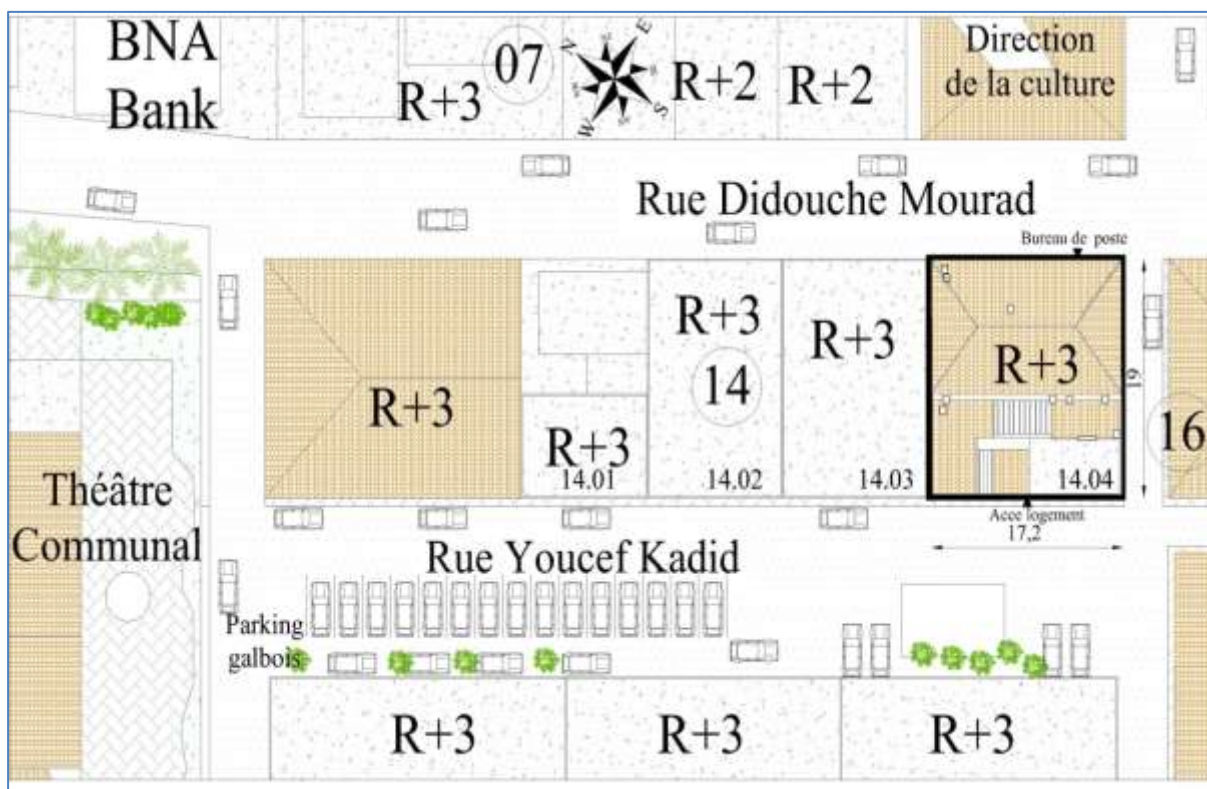 BNA
Bank
R+3
07
N
E
S
W
R+2
R+2
Direction
de la culture
Rue Didouche Mourad
Bureau de poste
R+3
R+3
14.01
R+3
14
14.02
R+3
14.03
R+3
14.04
19
16
Acce logement
17,2
Théâtre
Communal
Rue Youcef Kadid
Parking
galbois
R+3
R+3
R+3